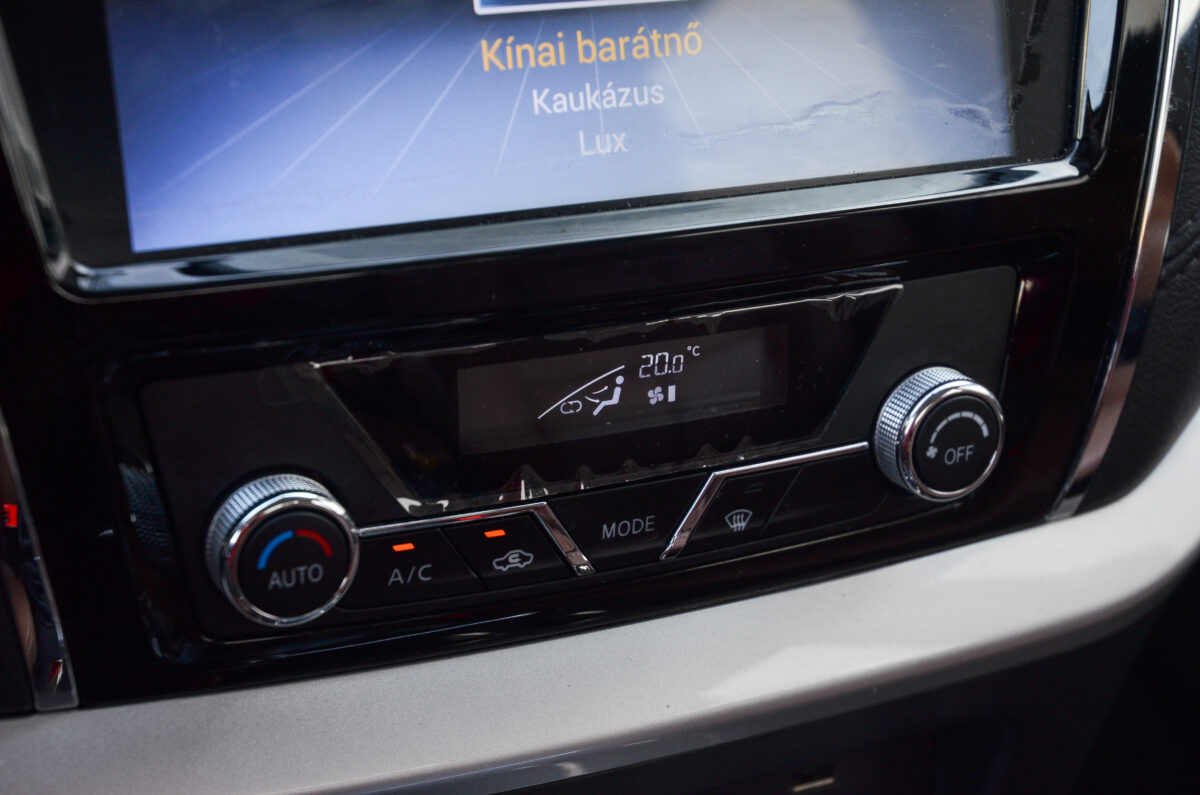 Kínai barátnő
Kaukázus
Lux
20.0 °C
AUTO
A/C
MODE
OFF